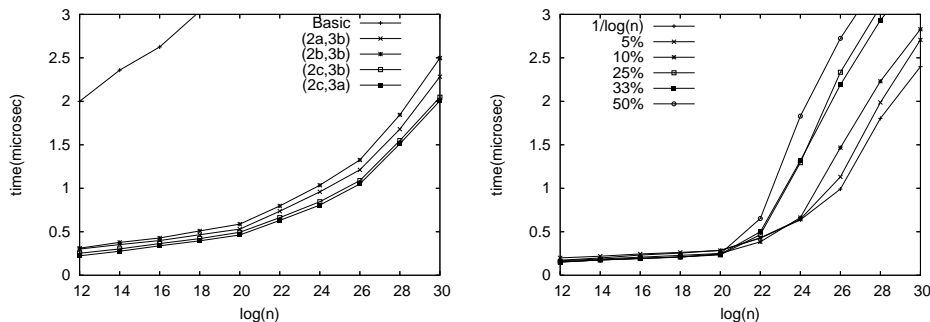 3
2.5
2
1.5
1
0.5
0
12 14 16 18 20 22 24 26 28 30
time(microsec)
log(n)
Basic
(2a,3b)
(2b,3b)
(2c,3b)
(2c,3a)
3
2.5
2
1.5
1
0.5
0
12 14 16 18 20 22 24 26 28 30
time(microsec)
log(n)
1/log(n)
5%
10%
25%
33%
50%